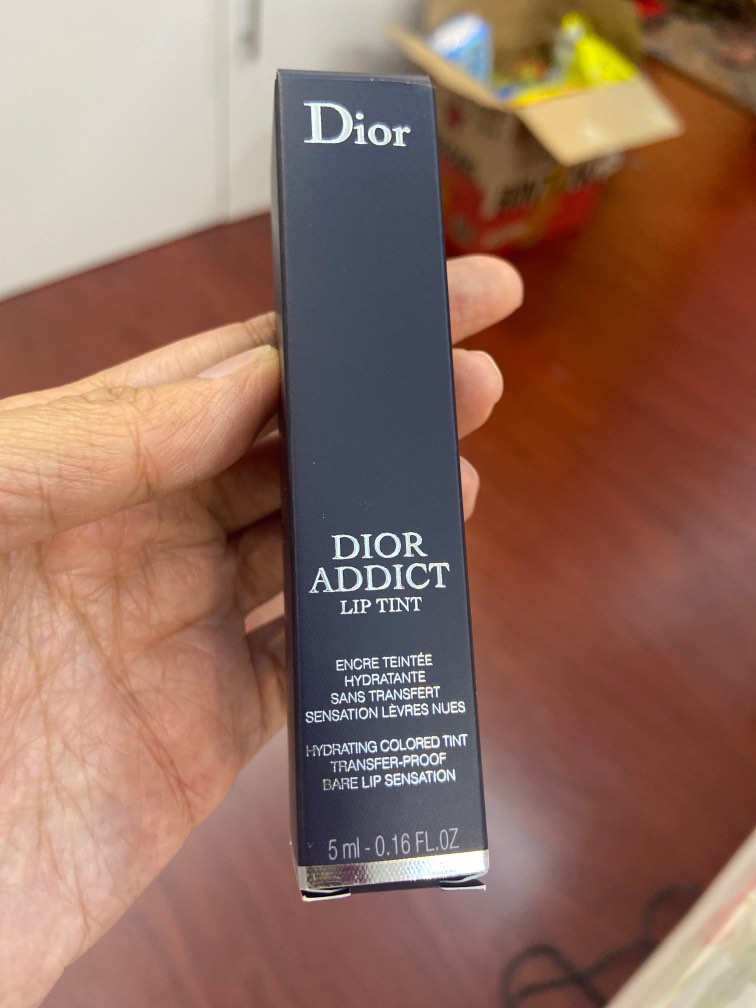 Dior
DIOR
ADDICT
LIP TINT
ENCRE TEINTÉE
HYDRATANTE
SANS TRANSFERT
SENSATION LÈVRES NUES
HYDRATING COLORED TINT
TRANSFER-PROOF
BARE LIP SENSATION
5 ml - 0.16 FL.OZ